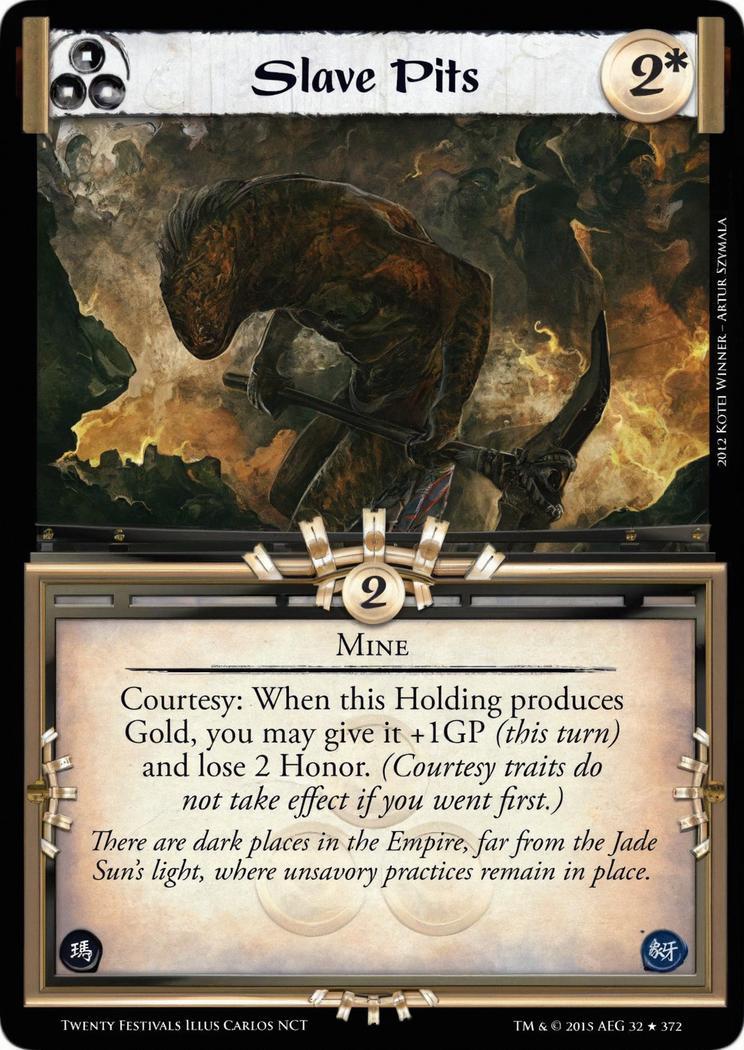 Slave Pits
2*
2012 Kotei Winner – Artur Szymala
2
Mine
Courtesy: When this Holding produces
Gold, you may give it +1GP (this turn)
and lose 2 Honor. (Courtesy traits do
not take effect if you went first.)
There are dark places in the Empire, far from the Jade
Sun's light, where unsavory practices remain in place.
瑪
象牙
Twenty Festivals Illus Carlos NCT
TM & © 2015 AEG 32 ★ 372